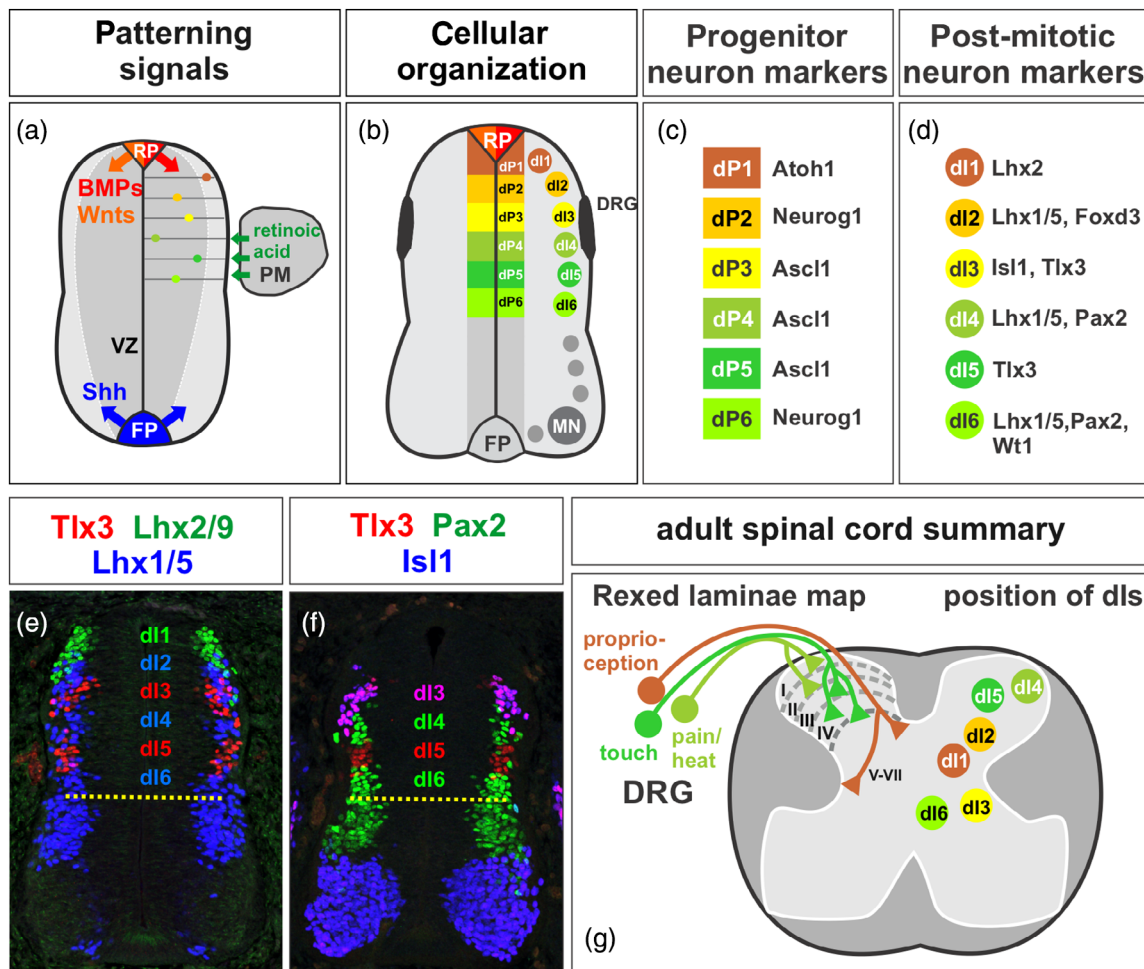 Patterning
signals
Cellular
organization
Progenitor
neuron markers
Post-mitotic
neuron markers
(a)
RP
BMPs
Wnts
retinoic
acid
PM
VZ
Shh
FP
(b)
RP
dP1
dI1
dP2
dI2
dP3
dI3
DRG
dP4
dI4
dP5
dI5
dP6
dI6
MN
FP
(c)
dP1 Atoh1
dP2 Neurog1
dP3 Ascl1
dP4 Ascl1
dP5 Ascl1
dP6 Neurog1
(d)
dI1 Lhx2
dI2 Lhx1/5, Foxd3
dI3 Isl1, Tlx3
dI4 Lhx1/5, Pax2
dI5 Tlx3
dI6 Lhx1/5,Pax2,
Wt1
Tlx3 Lhx2/9
Lhx1/5
(e)
dI1
dI2
dI3
dI4
dI5
dI6
Tlx3 Pax2
Isl1
(f)
dI3
dI4
dI5
dI6
adult spinal cord summary
Rexed laminae map
position of dIs
proprio-
ception
touch
pain/
heat
DRG
I
II
III
IV
V-VII
dI5
dI4
dI2
dI1
dI6
dI3
(g)